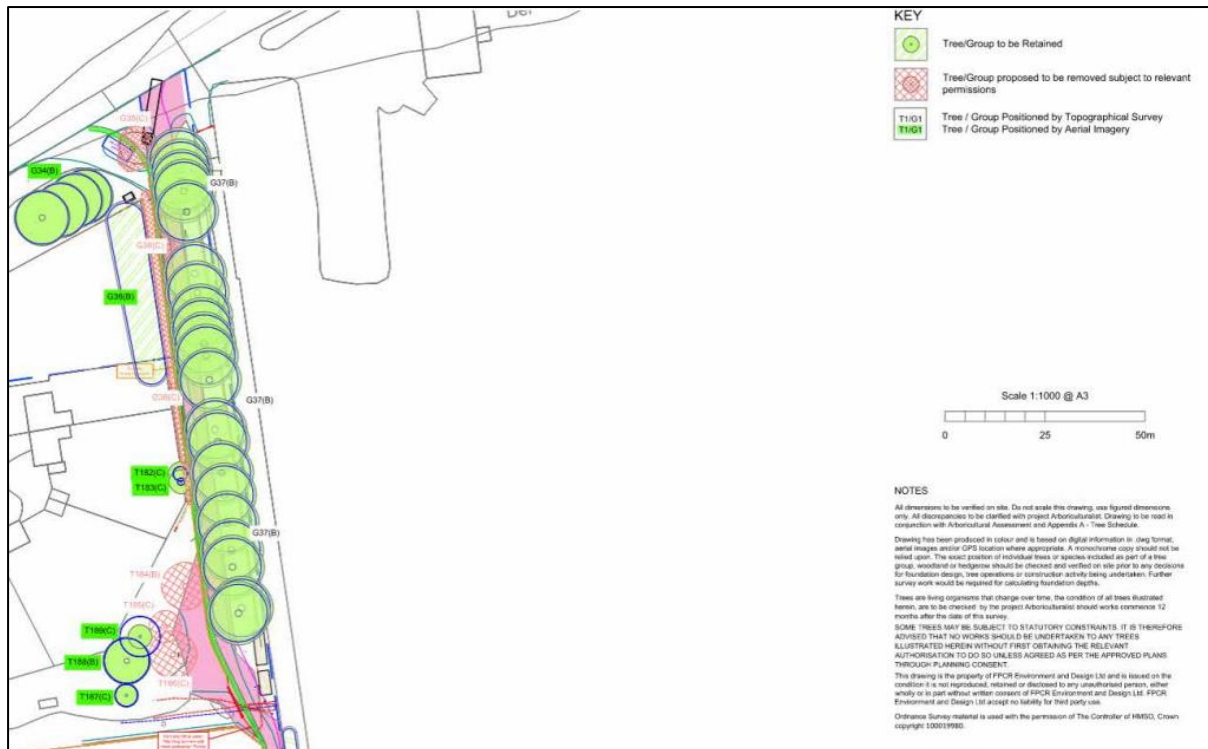 Der
KEY
Tree/Group to be Retained
Tree/Group proposed to be removed subject to relevant
permissions
T1/G1 Tree / Group Positioned by Topographical Survey
T1/G1 Tree / Group Positioned by Aerial Imagery
G35(C)
G34(B)
G37(B)
G38(C)
G36(B)
G38(C)
G37(B)
Scale 1:1000 @ A3
0 25 50m
T182(C)
T183(C)
G37(B)
T184(B)
T185(C)
T189(C)
T188(B)
T186(C)
T187(C)
NOTES
All dimensions to be verified on site. Do not scale this drawing, use figured dimensions
only. All discrepancies to be clarified with project Arboriculturalist. Drawing to be read in
conjunction with Arboricultural Assessment and Appendix A - Tree Schedule.
Drawing has been produced in colour and is based on digital information in .dwg format,
aerial images and/or GPS location where appropriate. A monochrome copy should not be
relied upon. The exact position of individual trees or species included as part of a tree
group, woodland or hedgerow should be checked and verified on site prior to any decisions
for foundation design, tree operations or construction activity being undertaken. Further
survey work would be required for calculating foundation depths.
Trees are living organisms that change over time, the condition of all trees illustrated
herein, are to be checked by the project Arboriculturalist should works commence 12
months after the date of this survey.
SOME TREES MAY BE SUBJECT TO STATUTORY CONSTRAINTS. IT IS THEREFORE
ADVISED THAT NO WORKS SHOULD BE UNDERTAKEN TO ANY TREES
ILLUSTRATED HEREIN WITHOUT FIRST OBTAINING THE RELEVANT
AUTHORISATION TO DO SO UNLESS AGREED AS PER THE APPROVED PLANS
THROUGH PLANNING CONSENT.
This drawing is the property of FPCR Environment and Design Ltd and is issued on the
condition it is not reproduced, retained or disclosed to any unauthorised person, either
wholly or in part without written consent of FPCR Environment and Design Ltd. FPCR
Environment and Design Ltd accept no liability for third party use.
Ordnance Survey material is used with the permission of The Controller of HMSO, Crown
copyright 100019980.